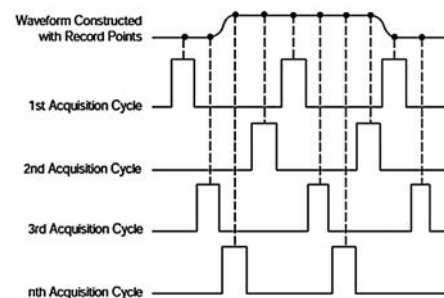 Waveform Constructed
with Record Points
1st Acquisition Cycle
2nd Acquisition Cycle
3rd Acquisition Cycle
nth Acquisition Cycle